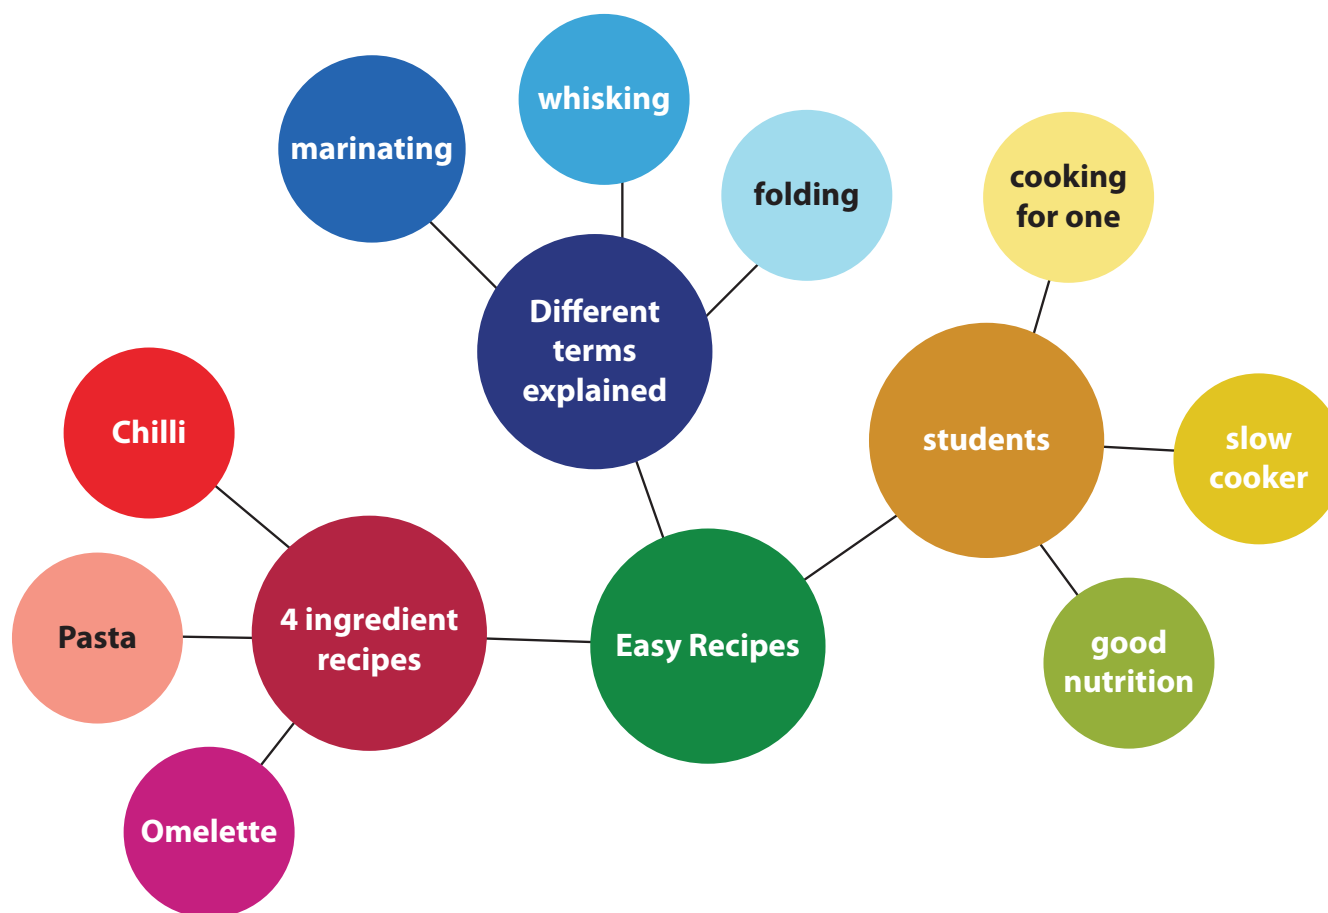 whisking
marinating
folding
cooking
for one
Different
terms
explained
Chilli
students
slow
cooker
4 ingredient
recipes
Pasta
Easy Recipes
good
nutrition
Omelette